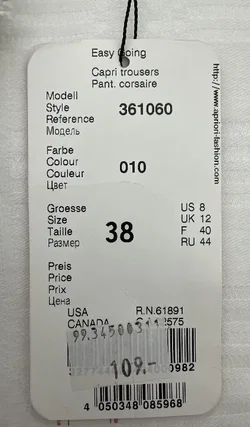 Easy Going
Capri trousers
Pant. corsaire
http://www.apriori-fashion.com
Modell
Style 361060
Reference
Модель
Farbe
Colour 010
Couleur
Цвет
Groesse US 8
Size 38 UK 12
Taille F 40
Размер RU 44
Preis
Price
Prix
Цена
USA R.N.61891
CANADA
109.-
4 050348 085968